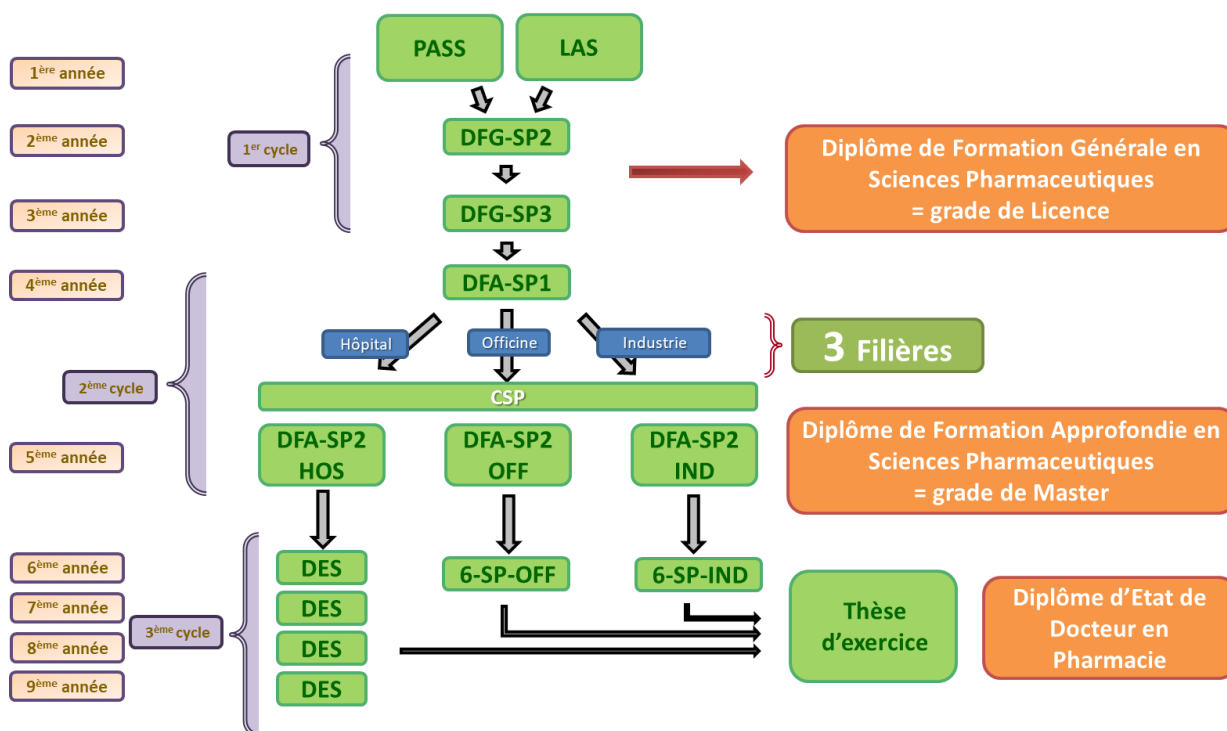 PASS
LAS
1ère année
2ème année
1er cycle
DFG-SP2
Diplôme de Formation Générale en
Sciences Pharmaceutiques
= grade de Licence
3ème année
DFG-SP3
4ème année
DFA-SP1
Hôpital
Officine
Industrie
3 Filières
2ème cycle
CSP
5ème année
DFA-SP2
HOS
DFA-SP2
OFF
DFA-SP2
IND
Diplôme de Formation Approfondie en
Sciences Pharmaceutiques
= grade de Master
6ème année
DES
6-SP-OFF
6-SP-IND
7ème année
DES
3ème cycle
8ème année
DES
9ème année
DES
Thèse
d’exercice
Diplôme d’Etat de
Docteur en
Pharmacie